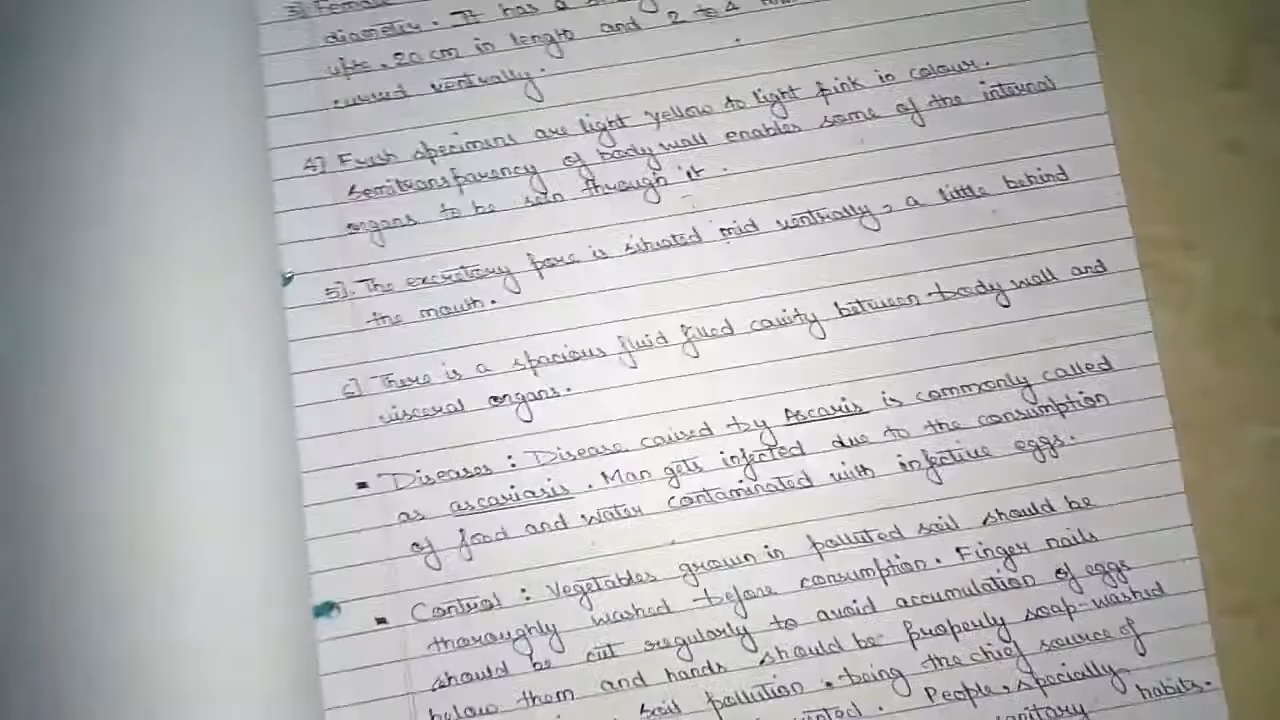 3] Female
diameter. It has a
upto. 20 cm in length and 2 to 4
curved ventrally.
4] Fresh specimens are light yellow to light pink in colour.
Semitransparency of body wall enables some of the internal
organs to be seen through it.
5]. The excretory pore is situated mid ventrally, a little behind
the mouth.
6] There is a spacious fluid filled cavity between body wall and
visceral organs.
▪ Diseases : Disease caused by Ascaris is commonly called
as ascariasis. Man gets infected due to the consumption
of food and water contaminated with infective eggs.
▪ Control : Vegetables grown in polluted soil should be
thoroughly washed before consumption. Finger nails
should be cut regularly to avoid accumulation of eggs
below them and hands should be properly soap-washed
soil pollution. being the chief source of
People, specially
sanitary habits.